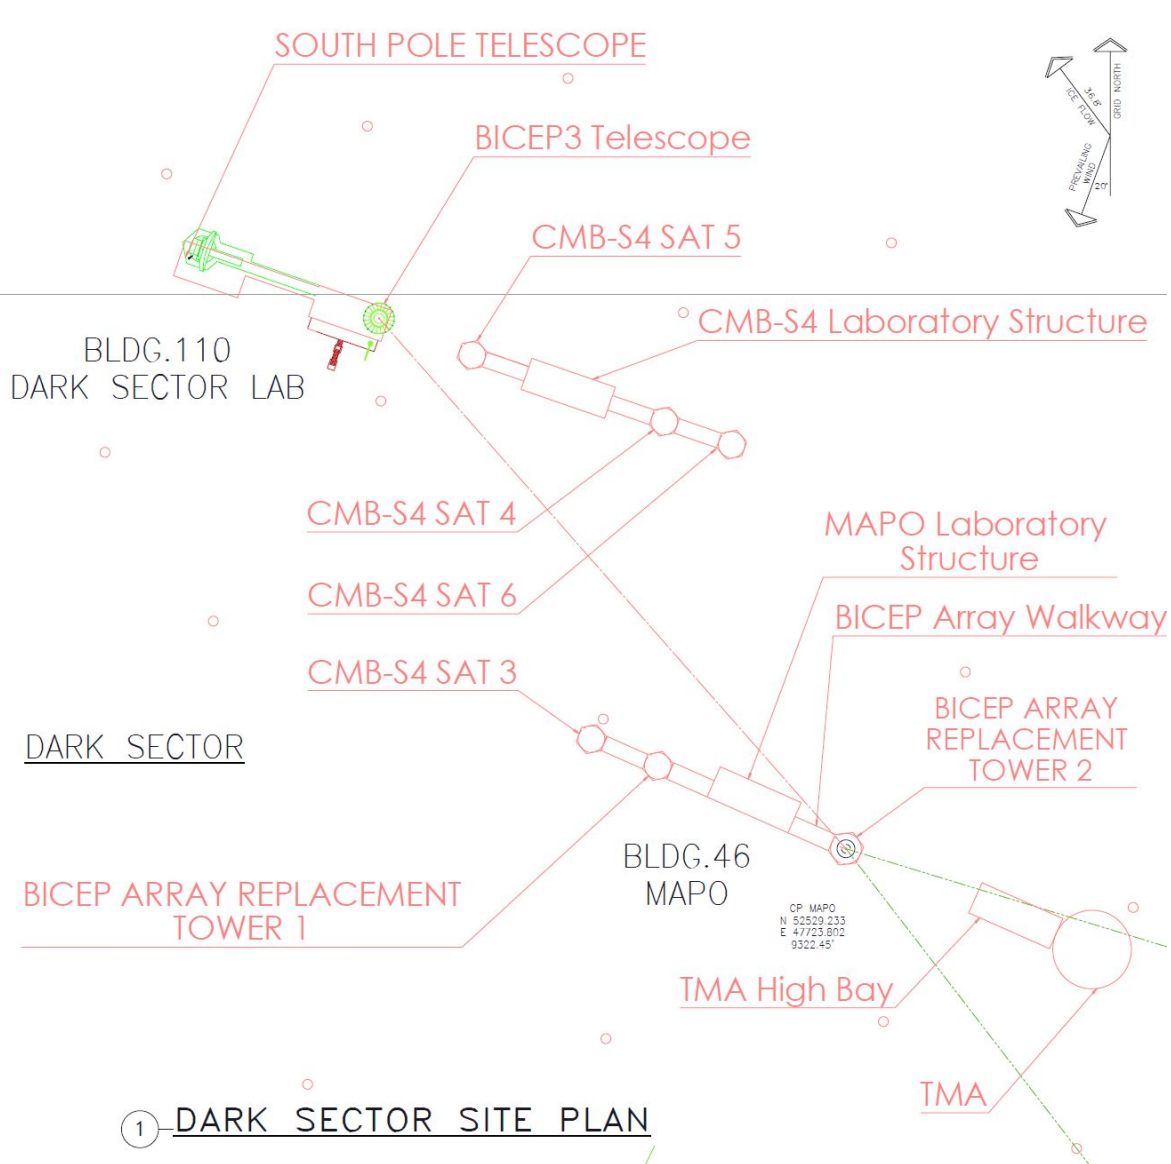 SOUTH POLE TELESCOPE
GRID NORTH
36.8°
ICE FLOW
BICEP3 Telescope
PREVAILING
WIND
20°
CMB-S4 SAT 5
CMB-S4 Laboratory Structure
BLDG.110
DARK SECTOR LAB
CMB-S4 SAT 4
MAPO Laboratory
Structure
CMB-S4 SAT 6
BICEP Array Walkway
CMB-S4 SAT 3
BICEP ARRAY
REPLACEMENT
TOWER 2
DARK SECTOR
BLDG.46
MAPO
BICEP ARRAY REPLACEMENT
TOWER 1
CP MAPO
N 52529.233
E 47723.802
9322.45'
TMA High Bay
TMA
1 DARK SECTOR SITE PLAN